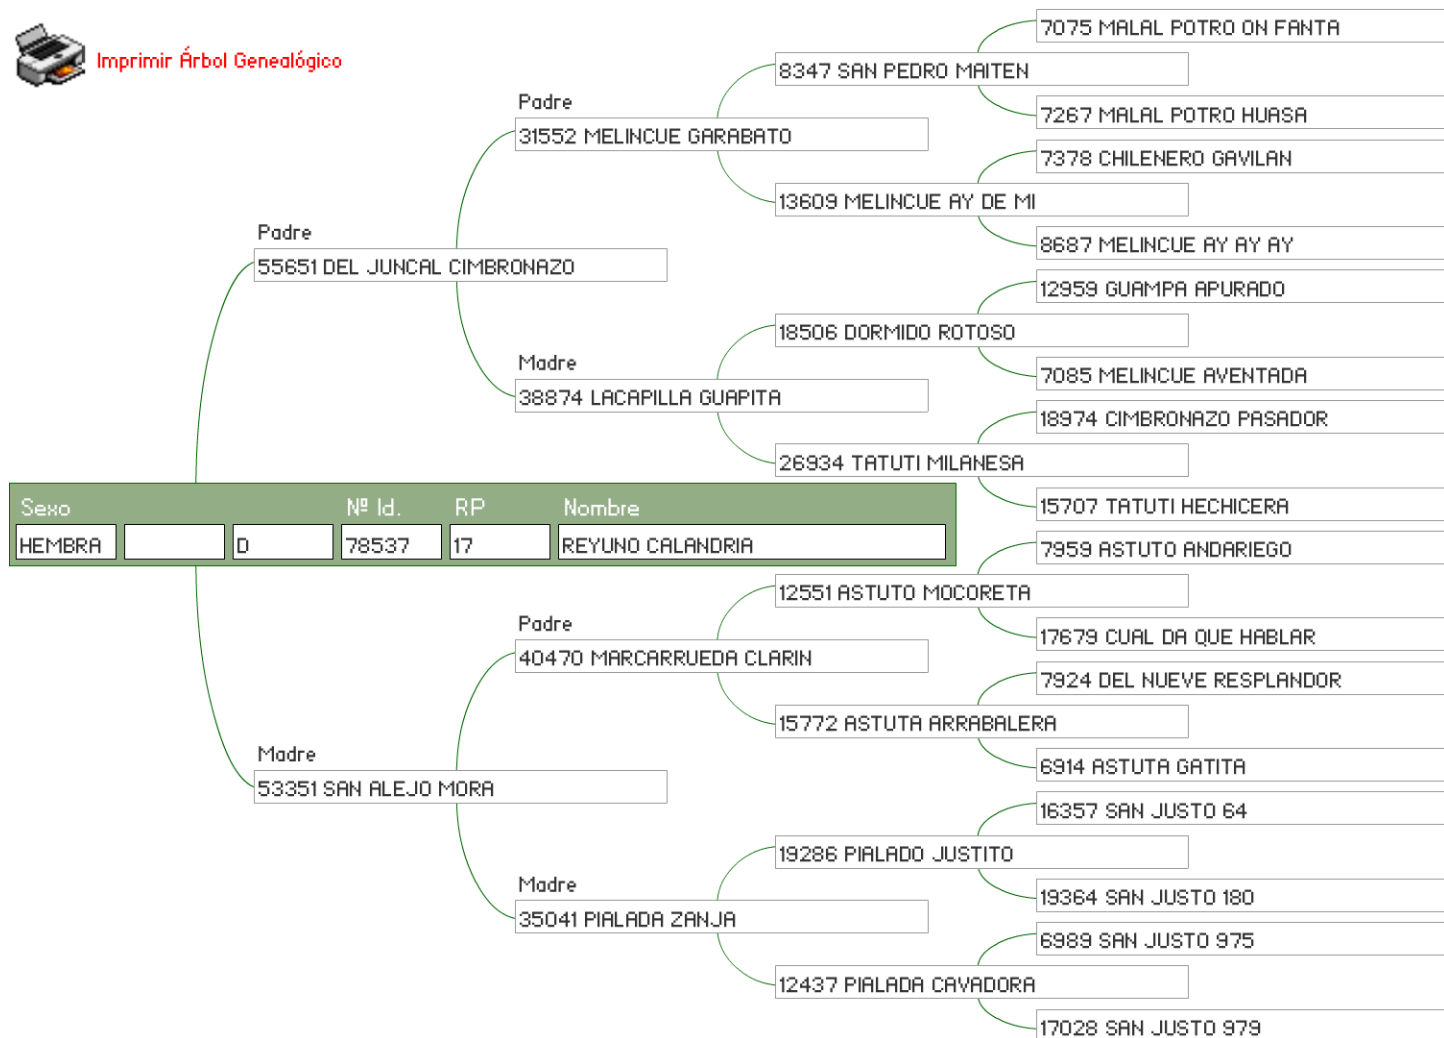 Imprimir Árbol Genealógico
7075 MALAL POTRO ON FANTA
8347 SAN PEDRO MAITEN
Padre
7267 MALAL POTRO HUASA
31552 MELINCUE GARABATO
7378 CHILENERO GAVILAN
13609 MELINCUE AY DE MI
Padre
8687 MELINCUE AY AY AY
55651 DEL JUNCAL CIMBRONAZO
12959 GUAMPA APURADO
18506 DORMIDO ROTOSO
Madre
7085 MELINCUE AVENTADA
38874 LACAPILLA GUAPITA
18974 CIMBRONAZO PASADOR
26934 TATUTI MILANESA
15707 TATUTI HECHICERA
Sexo Nº Id. RP Nombre
HEMBRA D 78537 17 REYUNO CALANDRIA
7959 ASTUTO ANDARIEGO
12551 ASTUTO MOCORETA
Padre
17679 CUAL DA QUE HABLAR
40470 MARCARRUEDA CLARIN
7924 DEL NUEVE RESPLANDOR
15772 ASTUTA ARRABALERA
Madre
6914 ASTUTA GATITA
53351 SAN ALEJO MORA
16357 SAN JUSTO 64
19286 PIALADO JUSTITO
Madre
19364 SAN JUSTO 180
35041 PIALADA ZANJA
6989 SAN JUSTO 975
12437 PIALADA CAVADORA
17028 SAN JUSTO 979